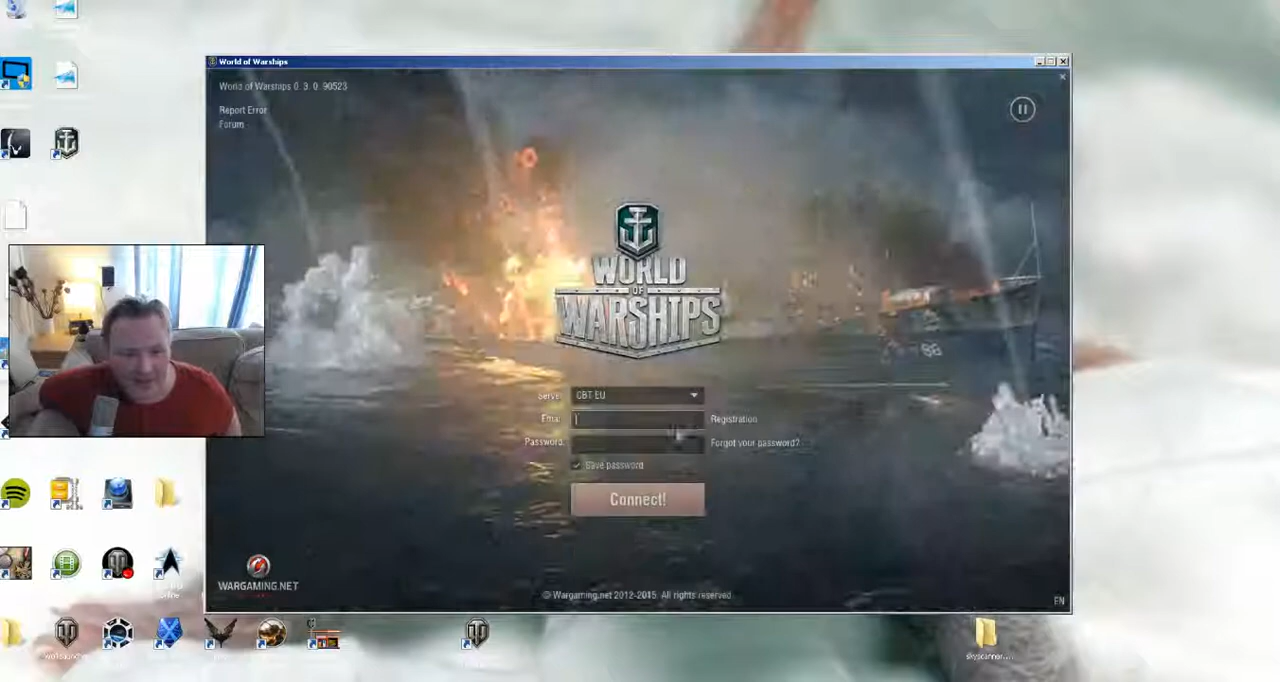 World of Warships
World of Warships 0. 3. 0. 90523
Report Error
Forum
WORLD
OF
WARSHIPS
Server CBT EU
Email Registration
Password Forgot your password?
Save password
Connect!
WARGAMING.NET
© Wargaming.net 2012-2015. All rights reserved
EN